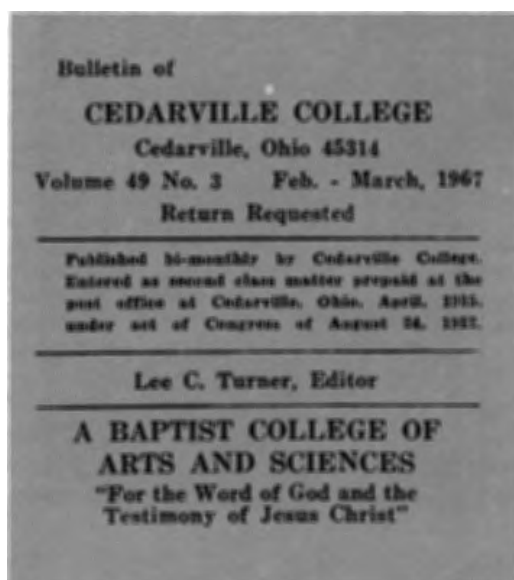 Bulletin of
CEDARVILLE COLLEGE
Cedarville, Ohio 45314
Volume 49 No. 3 Feb. - March, 1967
Return Requested
Published bi-monthly by Cedarville College.
Entered as second class matter prepaid at the
post office at Cedarville, Ohio, April,
under act of Congress of August
Lee C. Turner, Editor
A BAPTIST COLLEGE OF
ARTS AND SCIENCES
"For the Word of God and the
Testimony of Jesus Christ"